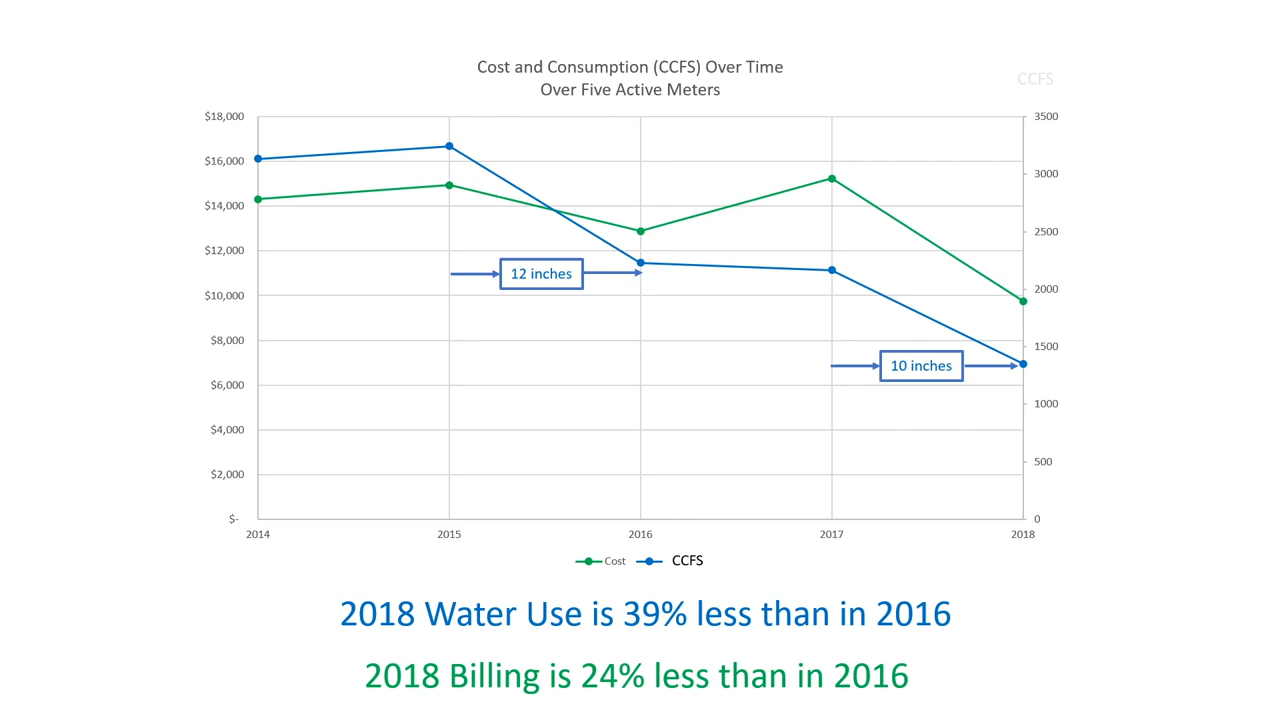 Cost and Consumption (CCFS) Over Time
Over Five Active Meters
CCFS
$18,000
$16,000
$14,000
$12,000
$10,000
$8,000
$6,000
$4,000
$2,000
$-
3500
3000
2500
2000
1500
1000
500
0
12 inches
10 inches
2014 2015 2016 2017 2018
Cost CCFS
2018 Water Use is 39% less than in 2016
2018 Billing is 24% less than in 2016